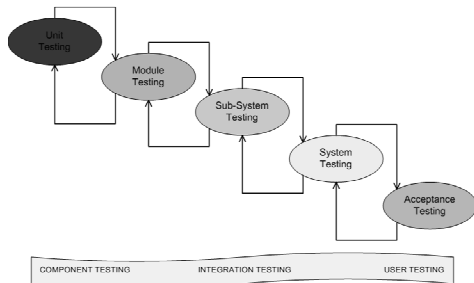 Unit
Testing
Module
Testing
Sub-System
Testing
System
Testing
Acceptance
Testing
COMPONENT TESTING INTEGRATION TESTING USER TESTING